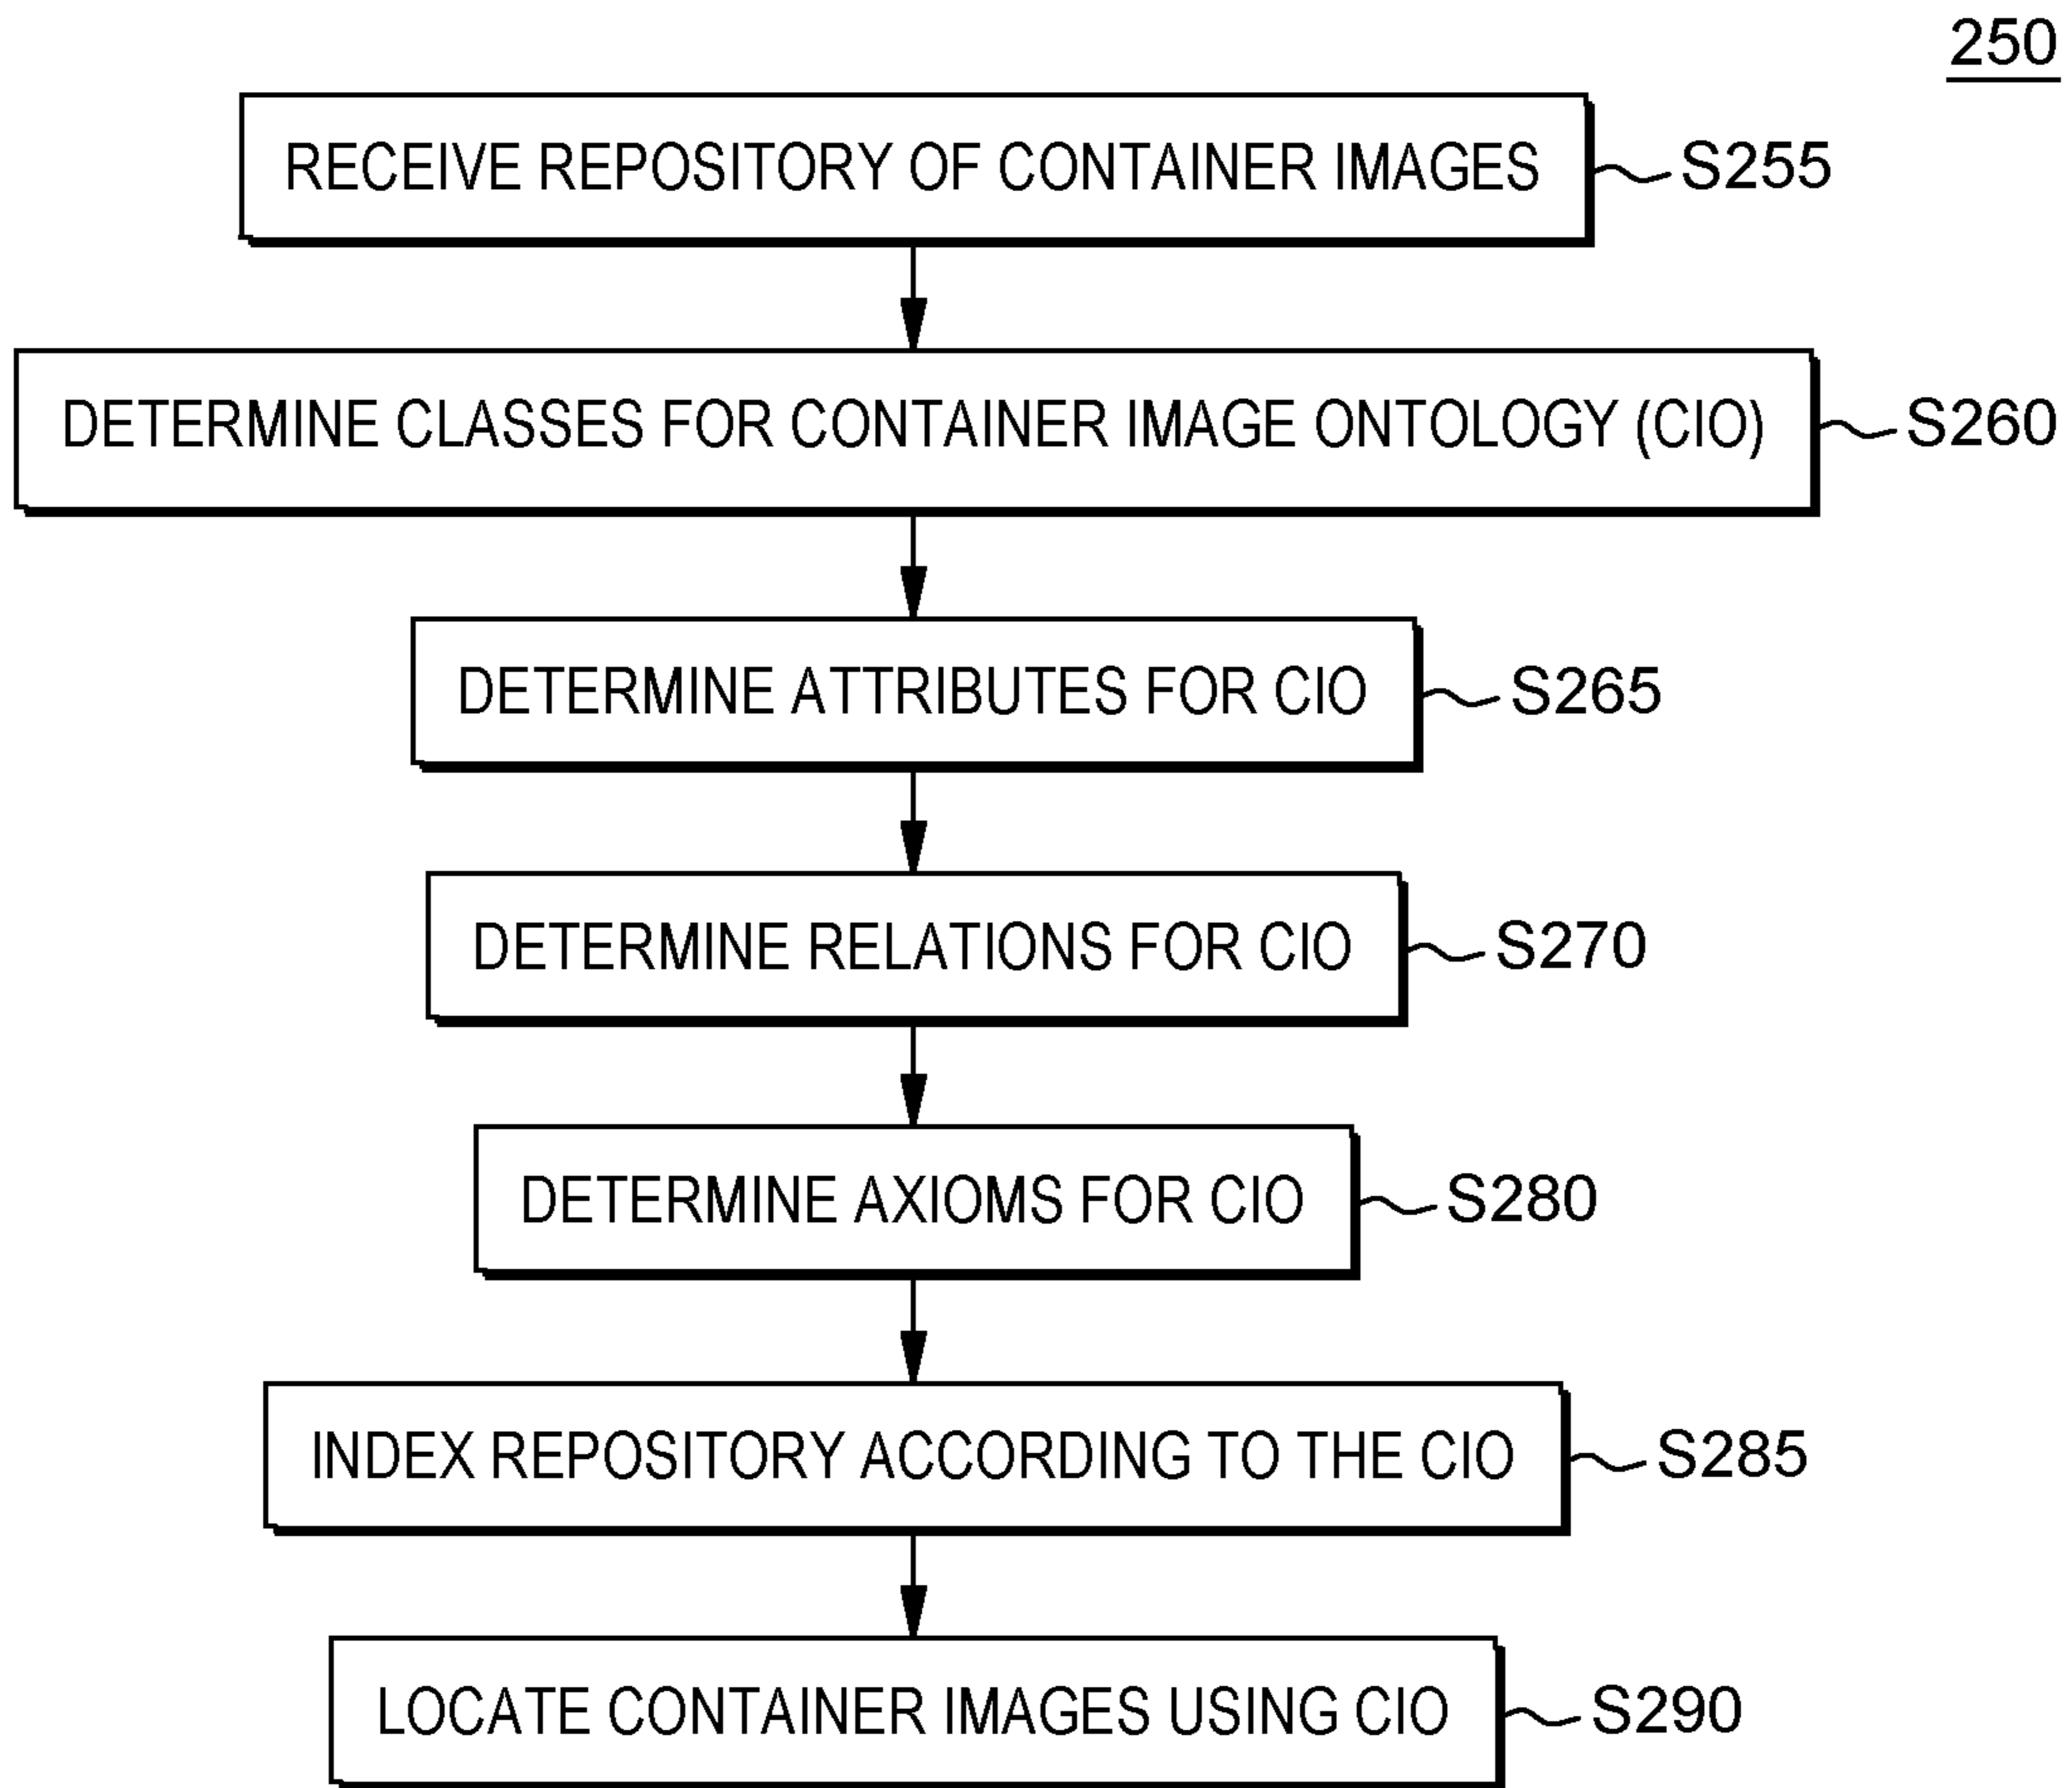 250
RECEIVE REPOSITORY OF CONTAINER IMAGES
S255
DETERMINE CLASSES FOR CONTAINER IMAGE ONTOLOGY (CIO)
S260
DETERMINE ATTRIBUTES FOR CIO
S265
DETERMINE RELATIONS FOR CIO
S270
DETERMINE AXIOMS FOR CIO
S280
INDEX REPOSITORY ACCORDING TO THE CIO
S285
LOCATE CONTAINER IMAGES USING CIO
S290